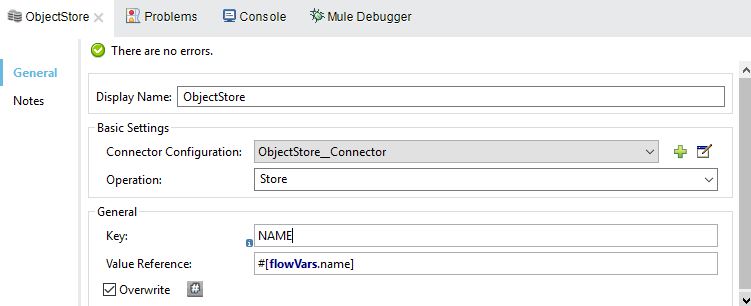 ObjectStore Problems Console Mule Debugger
There are no errors.
General
Notes
Display Name: ObjectStore
Basic Settings
Connector Configuration: ObjectStore__Connector
Operation: Store
General
Key: NAME
Value Reference: #[flowVars.name]
Overwrite #